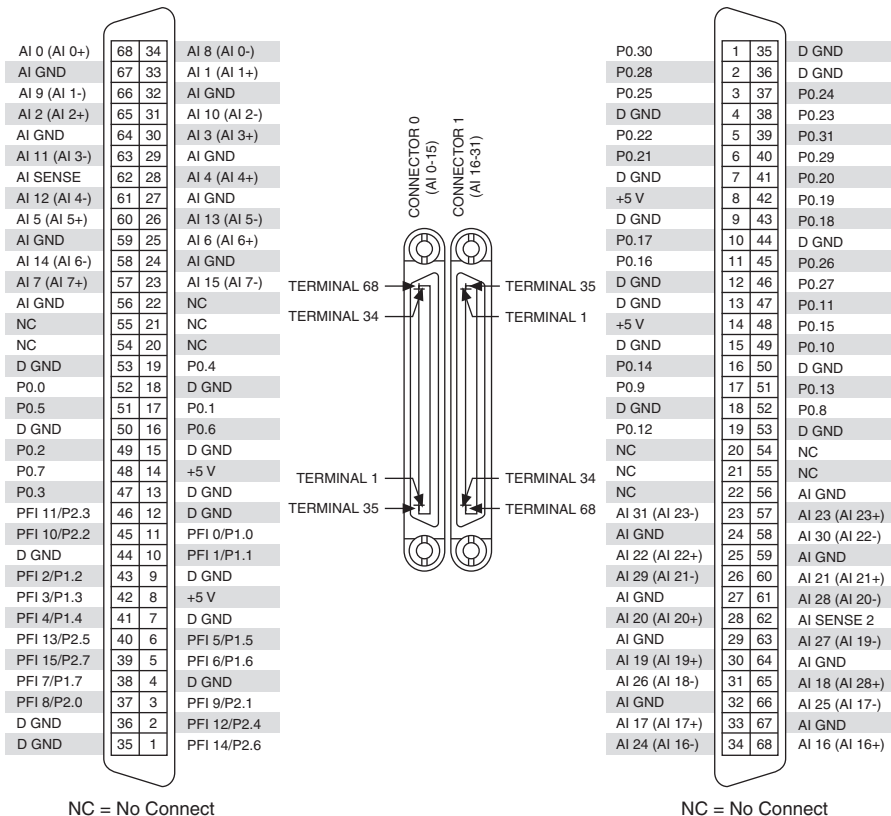 AI 0 (AI 0+) 68 34 AI 8 (AI 0-)
AI GND 67 33 AI 1 (AI 1+)
AI 9 (AI 1-) 66 32 AI GND
AI 2 (AI 2+) 65 31 AI 10 (AI 2-)
AI GND 64 30 AI 3 (AI 3+)
AI 11 (AI 3-) 63 29 AI GND
AI SENSE 62 28 AI 4 (AI 4+)
AI 12 (AI 4-) 61 27 AI GND
AI 5 (AI 5+) 60 26 AI 13 (AI 5-)
AI GND 59 25 AI 6 (AI 6+)
AI 14 (AI 6-) 58 24 AI GND
AI 7 (AI 7+) 57 23 AI 15 (AI 7-)
AI GND 56 22 NC
NC 55 21 NC
NC 54 20 NC
D GND 53 19 P0.4
P0.0 52 18 D GND
P0.5 51 17 P0.1
D GND 50 16 P0.6
P0.2 49 15 D GND
P0.7 48 14 +5 V
P0.3 47 13 D GND
PFI 11/P2.3 46 12 D GND
PFI 10/P2.2 45 11 PFI 0/P1.0
D GND 44 10 PFI 1/P1.1
PFI 2/P1.2 43 9 D GND
PFI 3/P1.3 42 8 +5 V
PFI 4/P1.4 41 7 D GND
PFI 13/P2.5 40 6 PFI 5/P1.5
PFI 15/P2.7 39 5 PFI 6/P1.6
PFI 7/P1.7 38 4 D GND
PFI 8/P2.0 37 3 PFI 9/P2.1
D GND 36 2 PFI 12/P2.4
D GND 35 1 PFI 14/P2.6
NC = No Connect
CONNECTOR 0
(AI 0-15)
CONNECTOR 1
(AI 16-31)
TERMINAL 68
TERMINAL 34
TERMINAL 35
TERMINAL 1
TERMINAL 1
TERMINAL 35
TERMINAL 34
TERMINAL 68
P0.30 1 35 D GND
P0.28 2 36 D GND
P0.25 3 37 P0.24
D GND 4 38 P0.23
P0.22 5 39 P0.31
P0.21 6 40 P0.29
D GND 7 41 P0.20
+5 V 8 42 P0.19
D GND 9 43 P0.18
P0.17 10 44 D GND
P0.16 11 45 P0.26
D GND 12 46 P0.27
D GND 13 47 P0.11
+5 V 14 48 P0.15
D GND 15 49 P0.10
P0.14 16 50 D GND
P0.9 17 51 P0.13
D GND 18 52 P0.8
P0.12 19 53 D GND
NC 20 54 NC
NC 21 55 NC
NC 22 56 AI GND
AI 31 (AI 23-) 23 57 AI 23 (AI 23+)
AI GND 24 58 AI 30 (AI 22-)
AI 22 (AI 22+) 25 59 AI GND
AI 29 (AI 21-) 26 60 AI 21 (AI 21+)
AI GND 27 61 AI 28 (AI 20-)
AI 20 (AI 20+) 28 62 AI SENSE 2
AI GND 29 63 AI 27 (AI 19-)
AI 19 (AI 19+) 30 64 AI GND
AI 26 (AI 18-) 31 65 AI 18 (AI 28+)
AI GND 32 66 AI 25 (AI 17-)
AI 17 (AI 17+) 33 67 AI GND
AI 24 (AI 16-) 34 68 AI 16 (AI 16+)
NC = No Connect